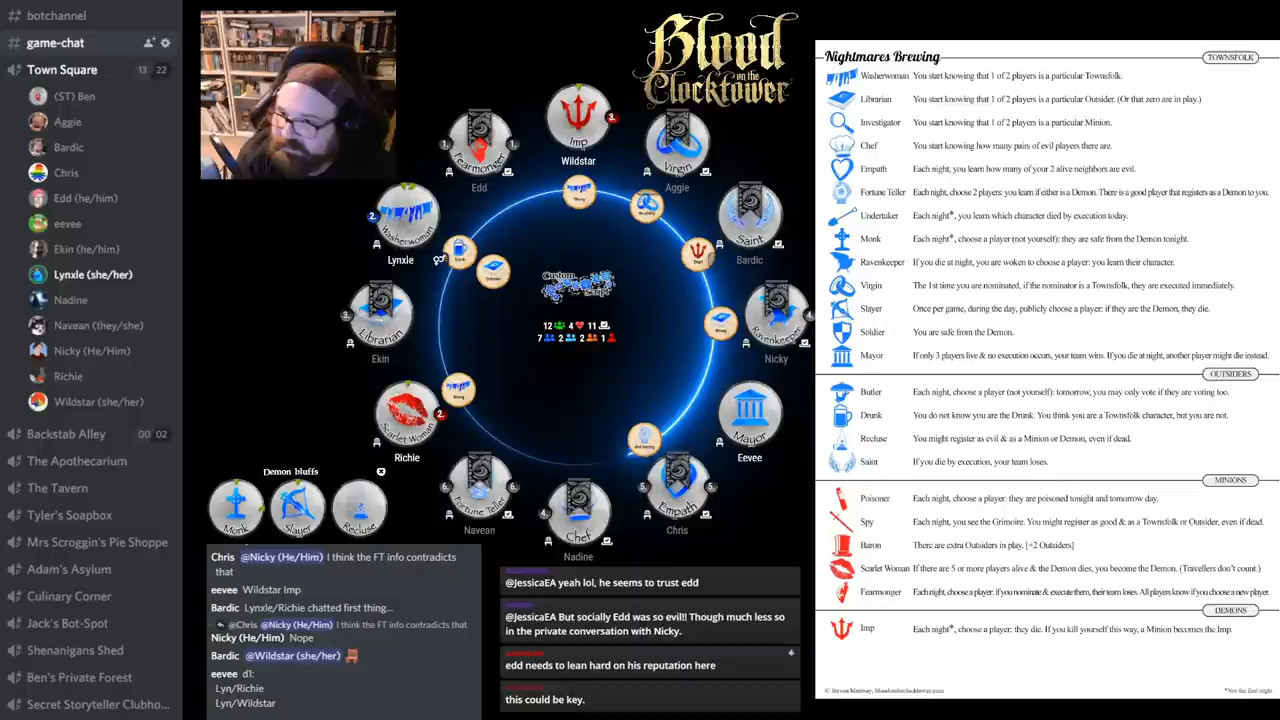 # botchannel
# game-chat
Town Square 13 22
(ST) Ben
Aggie
Bardic
Chris
Edd (he/him)
eevee
Ekin (he/him)
Lynxle (she/her)
Nadine
Navean (they/she)
Nicky (He/Him)
Richie
Wildstar (she/her)
Backstab Alley 00 02
The Apothecarium
The Tavern
Tyler's Soapbox
Mrs Scroggin's Pie Shoppe
Adam's Asylum
Culinary Corner
Jack's Bot-Spot
Shenanigans Shed
Ben's Private Forest
Secret Storyteller Clubho...
Blood
on the
Clocktower
Fearmonger
Edd
Imp
Wildstar
Virgin
Aggie
Washerwoman
Lynxle
Saint
Bardic
Librarian
Ekin
Ravenkeeper
Nicky
Scarlet Woman
Richie
Mayor
Eevee
Fortune Teller
Navean
Chef
Nadine
Empath
Chris
Custom
Script
12 4 11
7 2 2 1
Demon bluffs
Monk
Slayer
Recluse
Chris @Nicky (He/Him) I think the FT info contradicts
that
eevee Wildstar Imp
Bardic Lynxle/Richie chatted first thing...
@Chris @Nicky (He/Him) I think the FT info contradicts that
Nicky (He/Him) Nope
Bardic @Wildstar (she/her)
eevee d1:
Lyn/Richie
Lyn/Wildstar
@JessicaEA yeah lol, he seems to trust edd
@JessicaEA But socially Edd was so evil!! Though much less so
in the private conversation with Nicky.
edd needs to lean hard on his reputation here
this could be key.
Nightmares Brewing
TOWNSFOLK
Washerwoman You start knowing that 1 of 2 players is a particular Townsfolk.
Librarian You start knowing that 1 of 2 players is a particular Outsider. (Or that zero are in play.)
Investigator You start knowing that 1 of 2 players is a particular Minion.
Chef You start knowing how many pairs of evil players there are.
Empath Each night, you learn how many of your 2 alive neighbors are evil.
Fortune Teller Each night, choose 2 players: you learn if either is a Demon. There is a good player that registers as a Demon to you.
Undertaker Each night*, you learn which character died by execution today.
Monk Each night*, choose a player (not yourself): they are safe from the Demon tonight.
Ravenkeeper If you die at night, you are woken to choose a player: you learn their character.
Virgin The 1st time you are nominated, if the nominator is a Townsfolk, they are executed immediately.
Slayer Once per game, during the day, publicly choose a player: if they are the Demon, they die.
Soldier You are safe from the Demon.
Mayor If only 3 players live & no execution occurs, your team wins. If you die at night, another player might die instead.
OUTSIDERS
Butler Each night, choose a player (not yourself): tomorrow, you may only vote if they are voting too.
Drunk You do not know you are the Drunk. You think you are a Townsfolk character, but you are not.
Recluse You might register as evil & as a Minion or Demon, even if dead.
Saint If you die by execution, your team loses.
MINIONS
Poisoner Each night, choose a player: they are poisoned tonight and tomorrow day.
Spy Each night, you see the Grimoire. You might register as good & as a Townsfolk or Outsider, even if dead.
Baron There are extra Outsiders in play. [+2 Outsiders]
Scarlet Woman If there are 5 or more players alive & the Demon dies, you become the Demon. (Travellers don't count.)
Fearmonger Each night, choose a player: if you nominate & execute them, their team loses. All players know if you choose a new player.
DEMONS
Imp Each night*, choose a player: they die. If you kill yourself this way, a Minion becomes the Imp.
*Not the first night